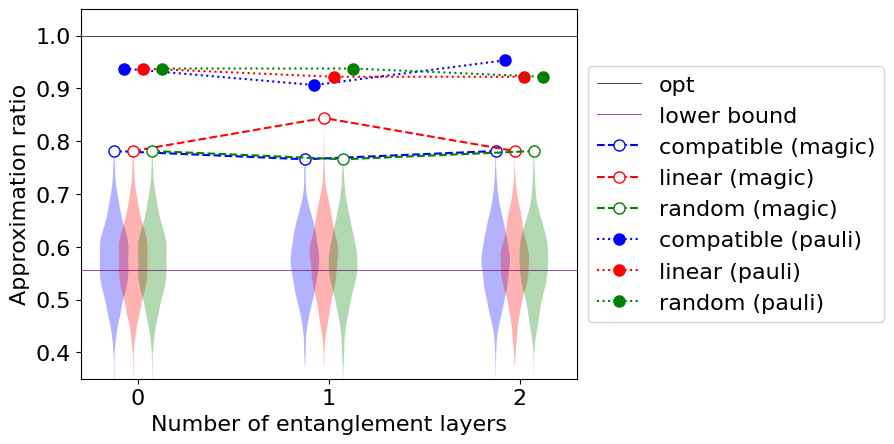 1.0
0.9
0.8
0.7
0.6
0.5
0.4
Approximation ratio
0 1 2
Number of entanglement layers
opt
lower bound
compatible (magic)
linear (magic)
random (magic)
compatible (pauli)
linear (pauli)
random (pauli)